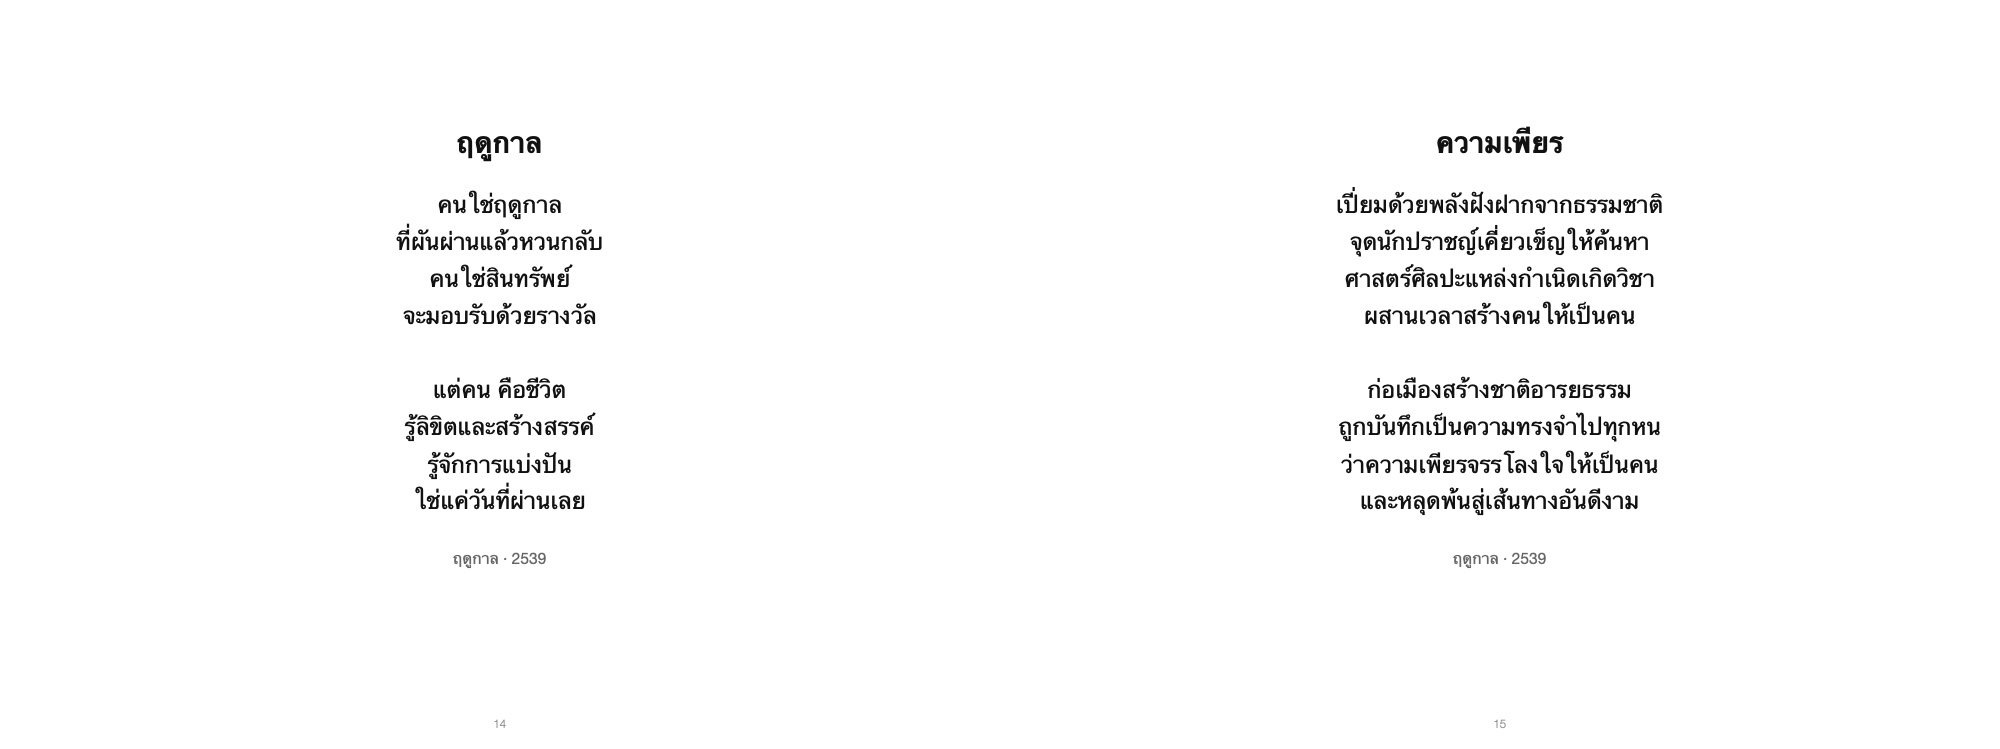 ฤดูกาล
คนใช่ฤดูกาล
ที่ผันผ่านแล้วหวนกลับ
คนใช่สินทรัพย์
จะมอบรับด้วยรางวัล
แต่คน คือชีวิต
รู้ลิขิตและสร้างสรรค์
รู้จักการแบ่งปัน
ใช่แค่วันที่ผ่านเลย
ฤดูกาล · 2539
14
ความเพียร
เปี่ยมด้วยพลังฝังฝากจากธรรมชาติ
จุดนักปราชญ์เคี่ยวเข็ญให้ค้นหา
ศาสตร์ศิลปะแหล่งกำเนิดเกิดวิชา
ผสานเวลาสร้างคนให้เป็นคน
ก่อเมืองสร้างชาติอารยธรรม
ถูกบันทึกเป็นความทรงจำไปทุกหน
ว่าความเพียรจรรโลงใจให้เป็นคน
และหลุดพ้นสู่เส้นทางอันดีงาม
ฤดูกาล · 2539
15